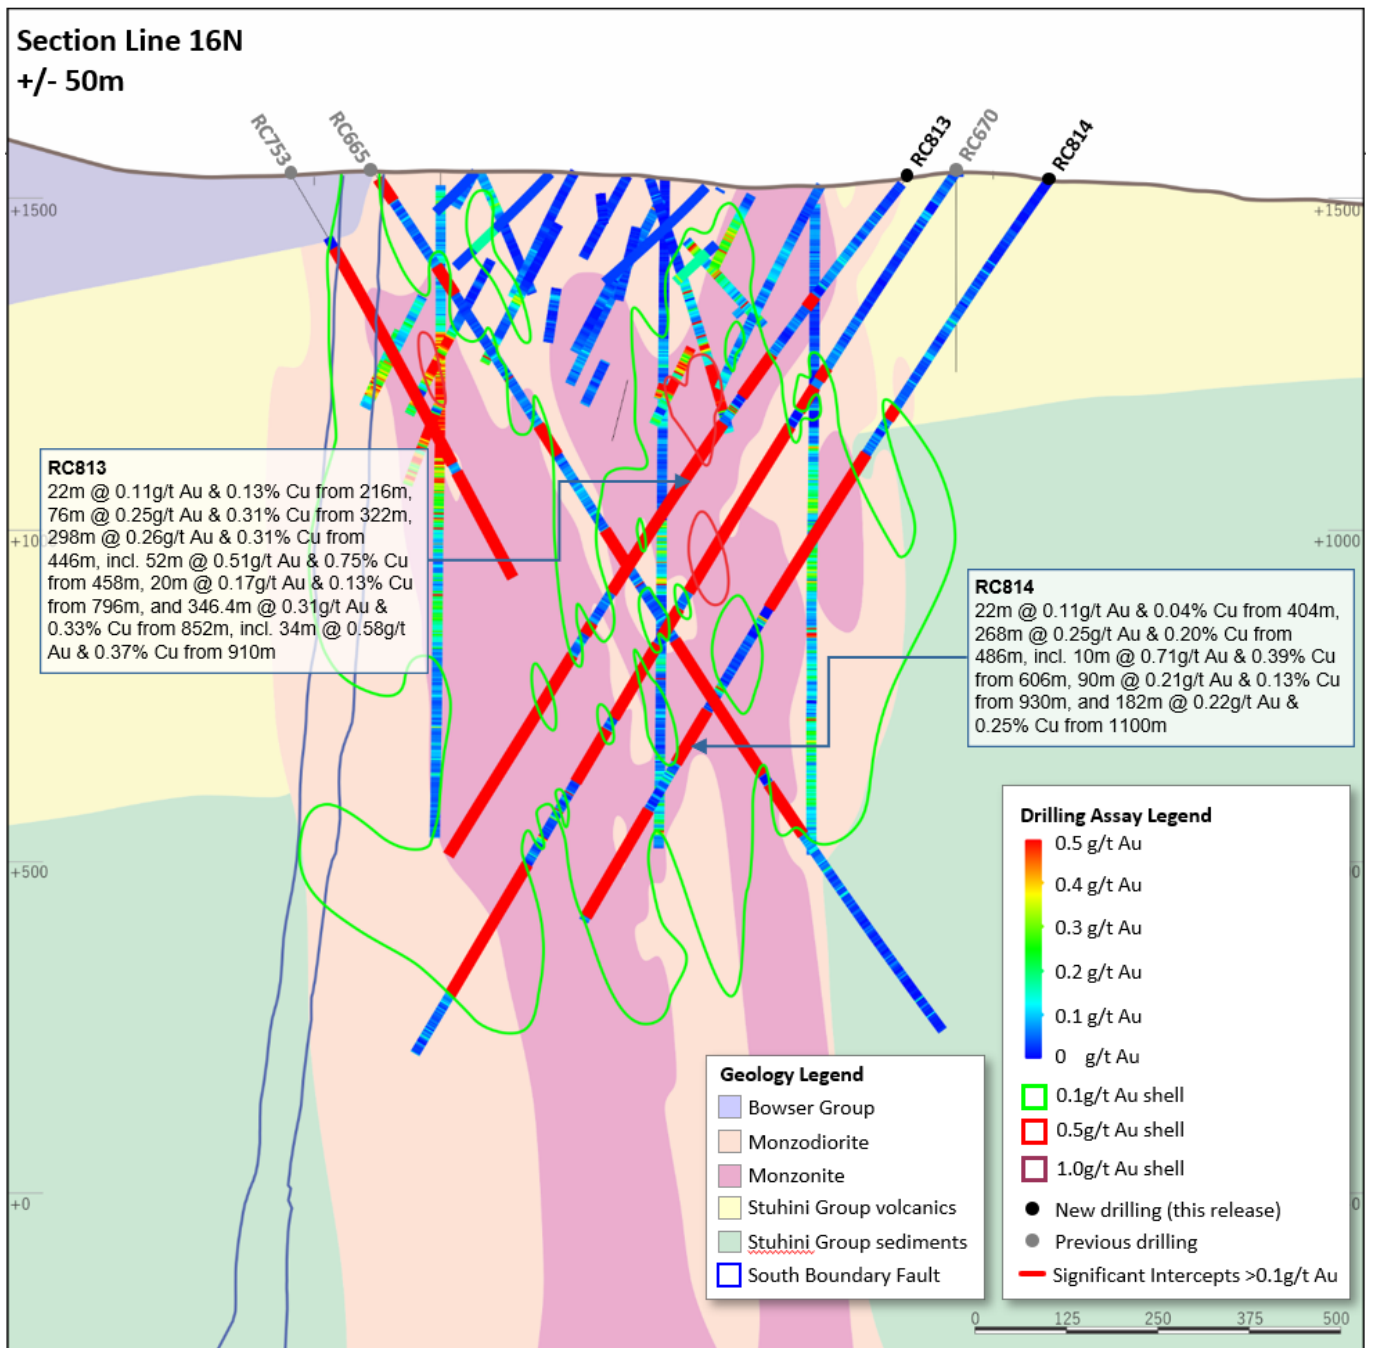 Section Line 16N
+/- 50m
RC753
RC665
RC813
RC670
RC814
+1500
+1500
RC813
22m @ 0.11g/t Au & 0.13% Cu from 216m,
76m @ 0.25g/t Au & 0.31% Cu from 322m,
298m @ 0.26g/t Au & 0.31% Cu from
446m, incl. 52m @ 0.51g/t Au & 0.75% Cu
from 458m, 20m @ 0.17g/t Au & 0.13% Cu
from 796m, and 346.4m @ 0.31g/t Au &
0.33% Cu from 852m, incl. 34m @ 0.58g/t
Au & 0.37% Cu from 910m
+1000
RC814
22m @ 0.11g/t Au & 0.04% Cu from 404m,
268m @ 0.25g/t Au & 0.20% Cu from
486m, incl. 10m @ 0.71g/t Au & 0.39% Cu
from 606m, 90m @ 0.21g/t Au & 0.13% Cu
from 930m, and 182m @ 0.22g/t Au &
0.25% Cu from 1100m
+500
+0
Geology Legend
Bowser Group
Monzodiorite
Monzonite
Stuhini Group volcanics
Stuhini Group sediments
South Boundary Fault
Drilling Assay Legend
0.5 g/t Au
0.4 g/t Au
0.3 g/t Au
0.2 g/t Au
0.1 g/t Au
0 g/t Au
0.1g/t Au shell
0.5g/t Au shell
1.0g/t Au shell
New drilling (this release)
Previous drilling
Significant Intercepts >0.1g/t Au
0 125 250 375 500